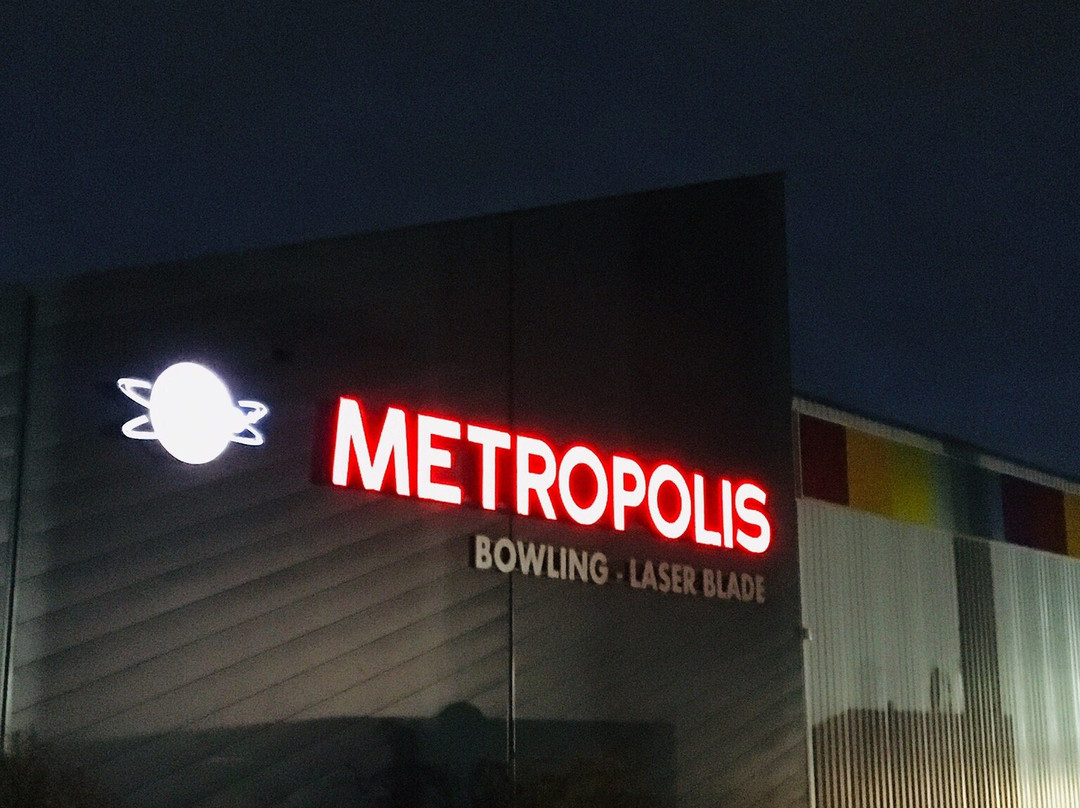 METROPOLIS
BOWLING - LASER BLADE